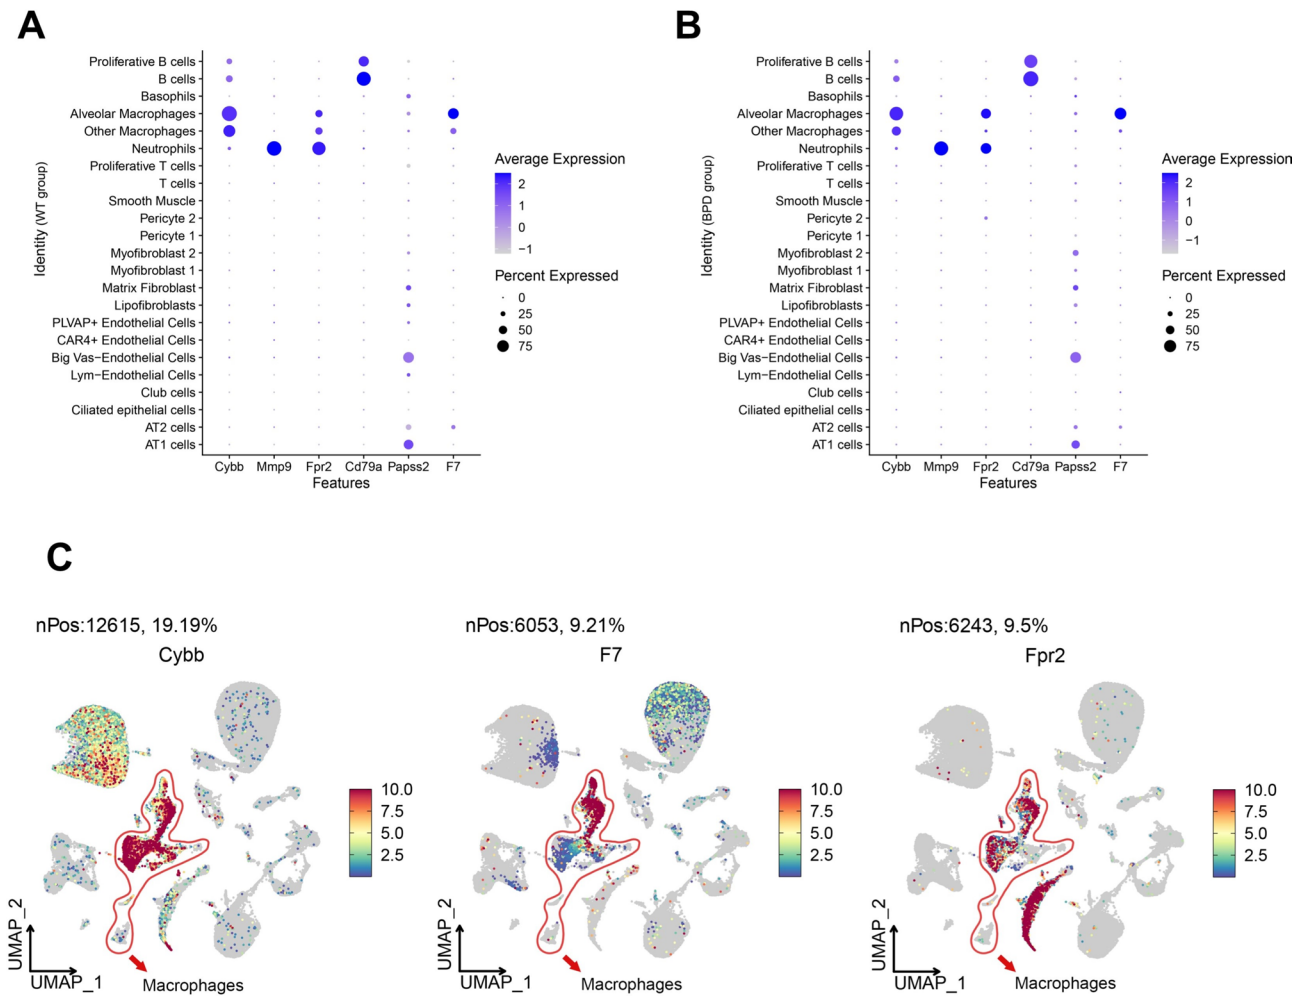 A
Proliferative B cells
B cells
Basophils
Alveolar Macrophages
Other Macrophages
Neutrophils
Proliferative T cells
T cells
Smooth Muscle
Pericyte 2
Pericyte 1
Myofibroblast 2
Myofibroblast 1
Matrix Fibroblast
Lipofibroblasts
PLVAP+ Endothelial Cells
CAR4+ Endothelial Cells
Big Vas−Endothelial Cells
Lym−Endothelial Cells
Club cells
Ciliated epithelial cells
AT2 cells
AT1 cells
Identity (WT group)
Cybb Mmp9 Fpr2 Cd79a Papss2 F7
Features
Average Expression
2
1
0
−1
Percent Expressed
0
25
50
75
B
Proliferative B cells
B cells
Basophils
Alveolar Macrophages
Other Macrophages
Neutrophils
Proliferative T cells
T cells
Smooth Muscle
Pericyte 2
Pericyte 1
Myofibroblast 2
Myofibroblast 1
Matrix Fibroblast
Lipofibroblasts
PLVAP+ Endothelial Cells
CAR4+ Endothelial Cells
Big Vas−Endothelial Cells
Lym−Endothelial Cells
Club cells
Ciliated epithelial cells
AT2 cells
AT1 cells
Identity (BPD group)
Cybb Mmp9 Fpr2 Cd79a Papss2 F7
Features
Average Expression
2
1
0
−1
Percent Expressed
0
25
50
75
C
nPos:12615, 19.19%
Cybb
10.0
7.5
5.0
2.5
UMAP_2
UMAP_1
Macrophages
nPos:6053, 9.21%
F7
10.0
7.5
5.0
2.5
UMAP_2
UMAP_1
Macrophages
nPos:6243, 9.5%
Fpr2
10.0
7.5
5.0
2.5
UMAP_2
UMAP_1
Macrophages